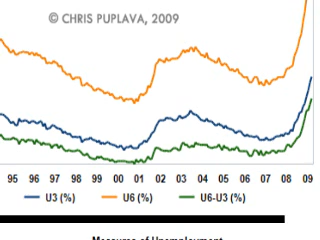 © CHRIS PUPLAVA, 2009
95 96 97 98 99 00 01 02 03 04 05 06 07 08 09
U3 (%) U6 (%) U6-U3 (%)
Measures of Unemployment